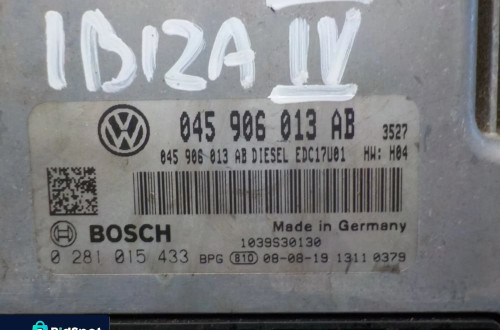 IBIZA IV
045 906 013 AB 3527
045 906 013 AB DIESEL EDC17U01 HW: H04
BOSCH Made in Germany
1039S30130
0 281 015 433 BPG 810 08-08-19 1311 0379
BidSpot